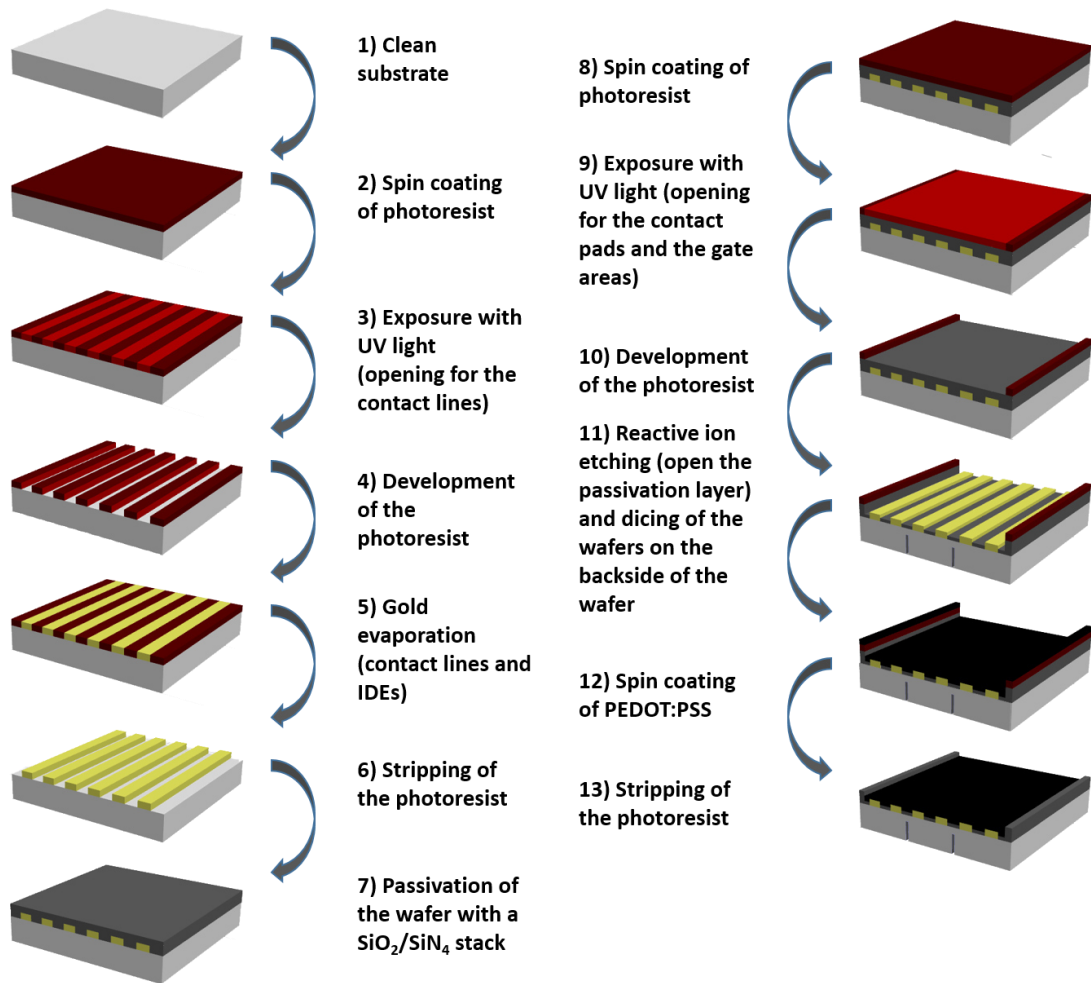 1) Clean
substrate
2) Spin coating
of photoresist
3) Exposure with
UV light
(opening for the
contact lines)
4) Development
of the
photoresist
5) Gold
evaporation
(contact lines and
IDEs)
6) Stripping of
the photoresist
7) Passivation of
the wafer with a
SiO₂/SiN₄ stack
8) Spin coating of
photoresist
9) Exposure with
UV light (opening
for the contact
pads and the gate
areas)
10) Development
of the photoresist
11) Reactive ion
etching (open the
passivation layer)
and dicing of the
wafers on the
backside of the
wafer
12) Spin coating
of PEDOT:PSS
13) Stripping of
the photoresist